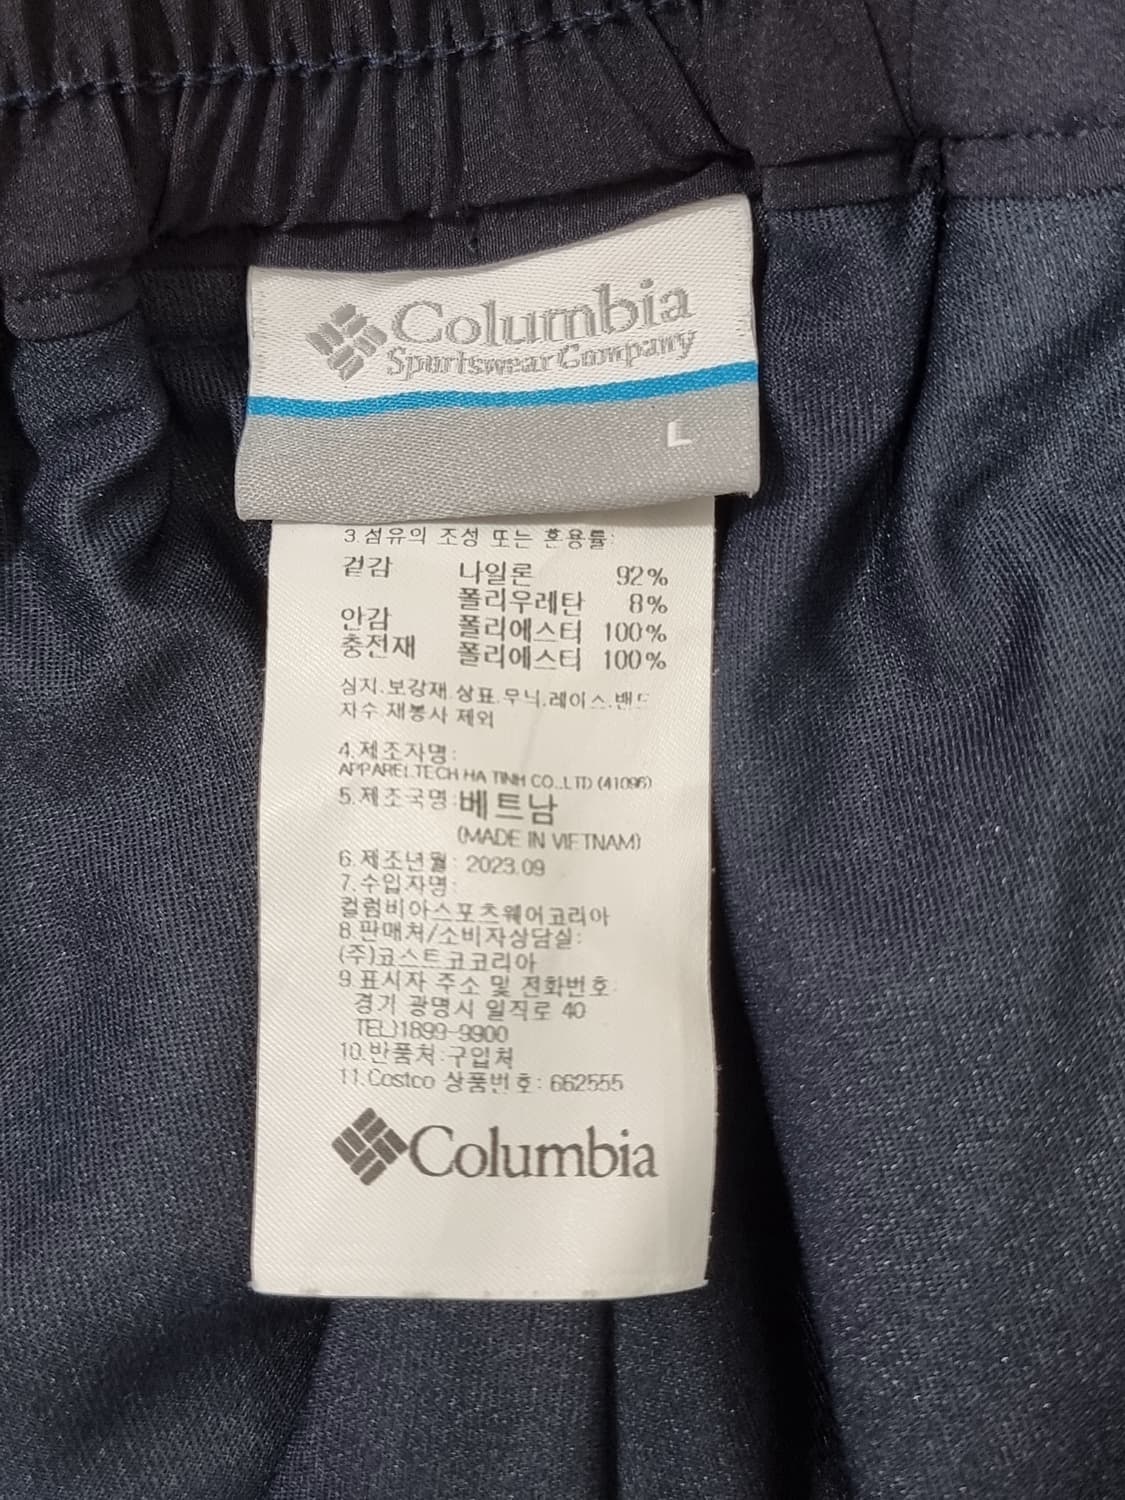 Columbia
Sportswear Company
L
3.섬유의 조성 또는 혼용률:
겉감 나일론 92%
폴리우레탄 8%
안감 폴리에스터 100%
충전재 폴리에스터 100%
심지.보강재.상표.무늬.레이스.밴드
자수 재봉사 제외
4.제조자명:
APPARELTECH HA TINH CO.,LTD (41096)
5.제조국명:베트남
(MADE IN VIETNAM)
6.제조년월: 2023.09
7.수입자명:
컬럼비아스포츠웨어코리아
8.판매처/소비자상담실:
(주)코스트코코리아
9.표시자 주소 및 전화번호:
경기 광명시 일직로 40
TEL)1899-9900
10.반품처:구입처
11.Costco 상품번호: 662555
Columbia